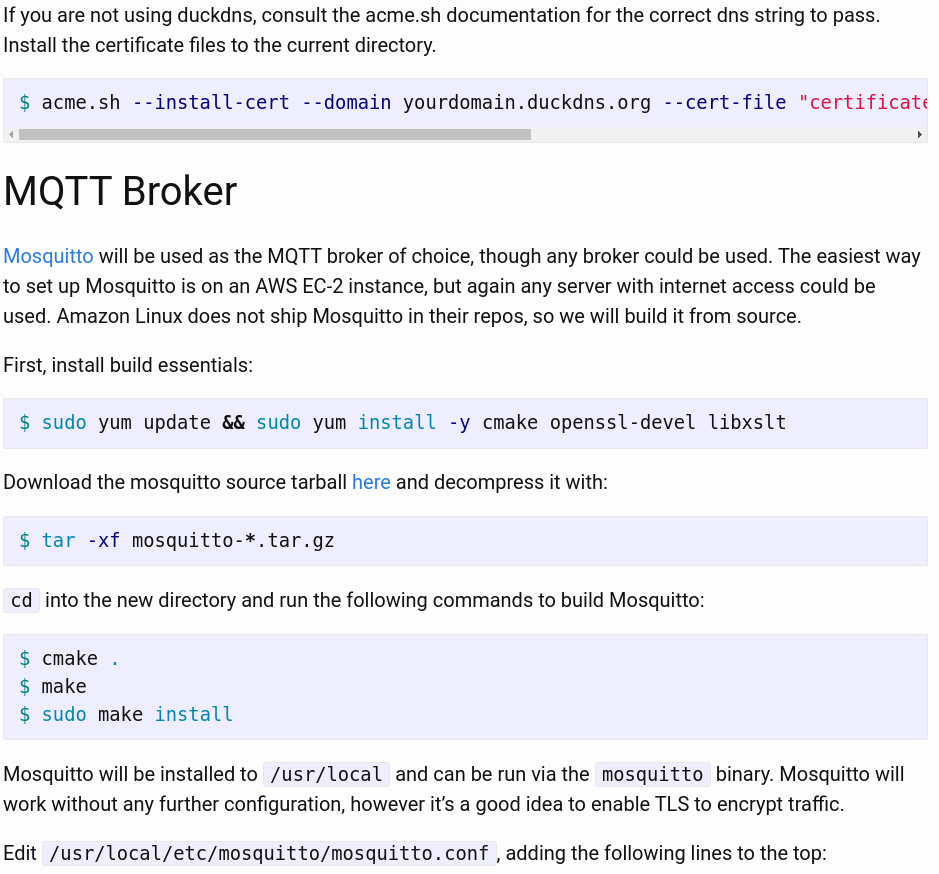 If you are not using duckdns, consult the acme.sh documentation for the correct dns string to pass.
Install the certificate files to the current directory.
$ acme.sh --install-cert --domain yourdomain.duckdns.org --cert-file "certificate
MQTT Broker
Mosquitto will be used as the MQTT broker of choice, though any broker could be used. The easiest way
to set up Mosquitto is on an AWS EC-2 instance, but again any server with internet access could be
used. Amazon Linux does not ship Mosquitto in their repos, so we will build it from source.
First, install build essentials:
$ sudo yum update && sudo yum install -y cmake openssl-devel libxslt
Download the mosquitto source tarball here and decompress it with:
$ tar -xf mosquitto-*.tar.gz
cd into the new directory and run the following commands to build Mosquitto:
$ cmake .
$ make
$ sudo make install
Mosquitto will be installed to /usr/local and can be run via the mosquitto binary. Mosquitto will
work without any further configuration, however it’s a good idea to enable TLS to encrypt traffic.
Edit /usr/local/etc/mosquitto/mosquitto.conf, adding the following lines to the top: